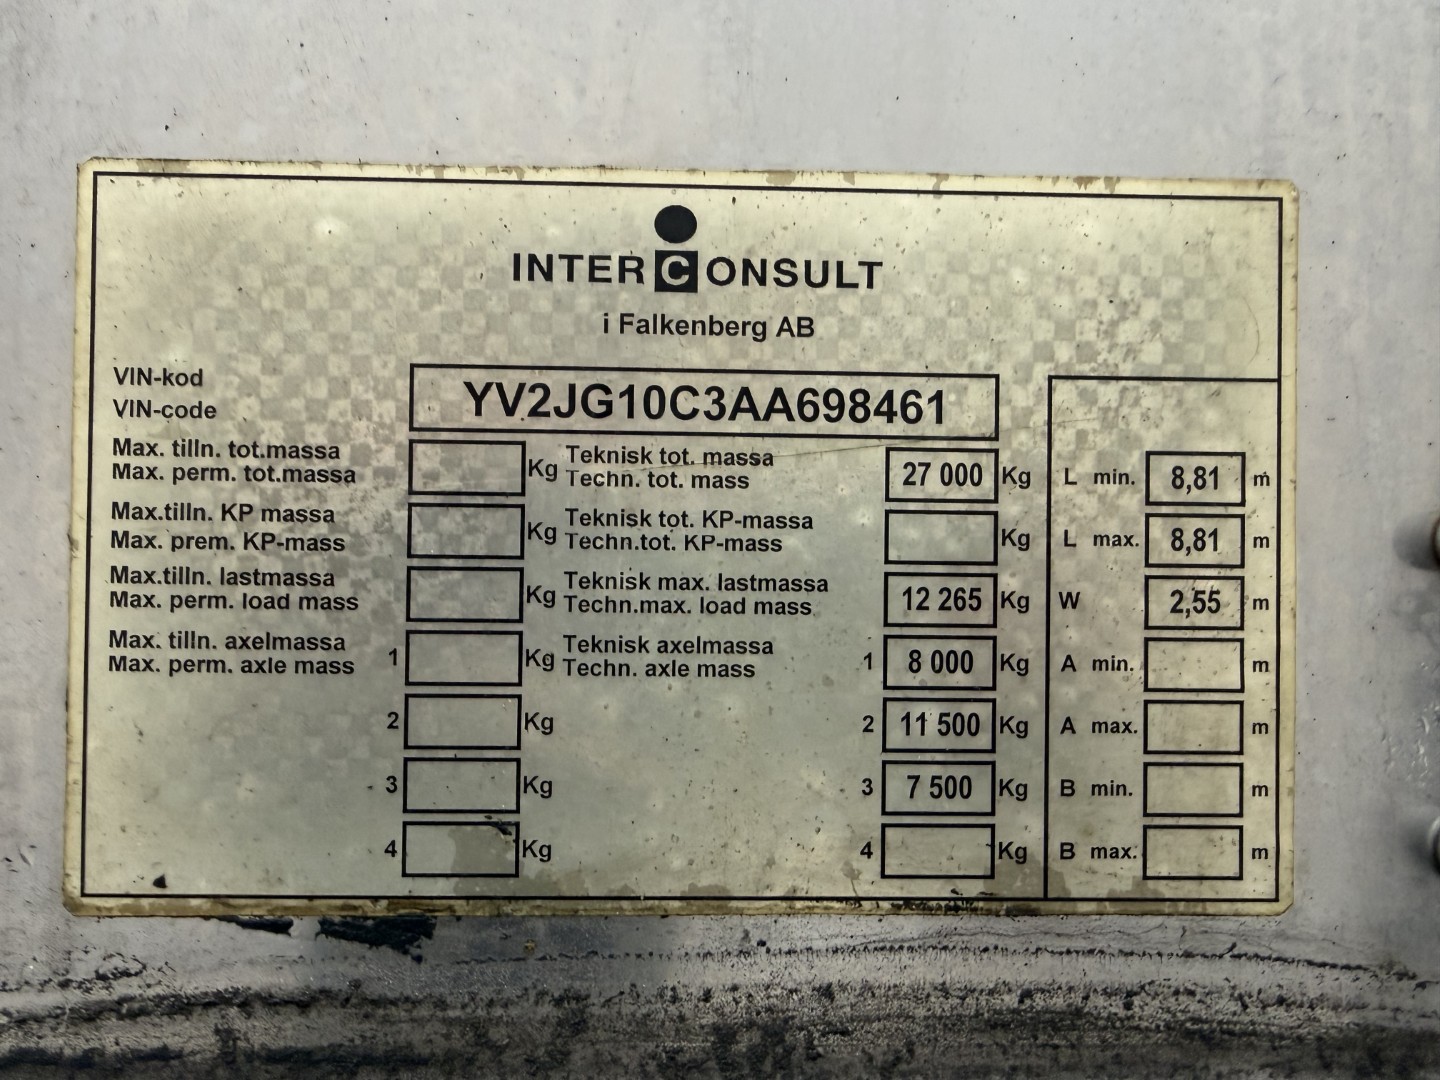 INTERCONSULT
i Falkenberg AB
VIN-kod
VIN-code
YV2JG10C3AA698461
Max. tilln. tot.massa
Max. perm. tot.massa
Kg
Teknisk tot. massa
Techn. tot. mass
27 000 Kg
L min. 8,81 m
Max.tilln. KP massa
Max. prem. KP-mass
Kg
Teknisk tot. KP-massa
Techn.tot. KP-mass
Kg
L max. 8,81 m
Max.tilln. lastmassa
Max. perm. load mass
Kg
Teknisk max. lastmassa
Techn.max. load mass
12 265 Kg
W 2,55 m
Max. tilln. axelmassa
Max. perm. axle mass
1 Kg
Teknisk axelmassa
Techn. axle mass
1 8 000 Kg
A min. m
2 Kg
2 11 500 Kg
A max. m
3 Kg
3 7 500 Kg
B min. m
4 Kg
4 Kg
B max. m